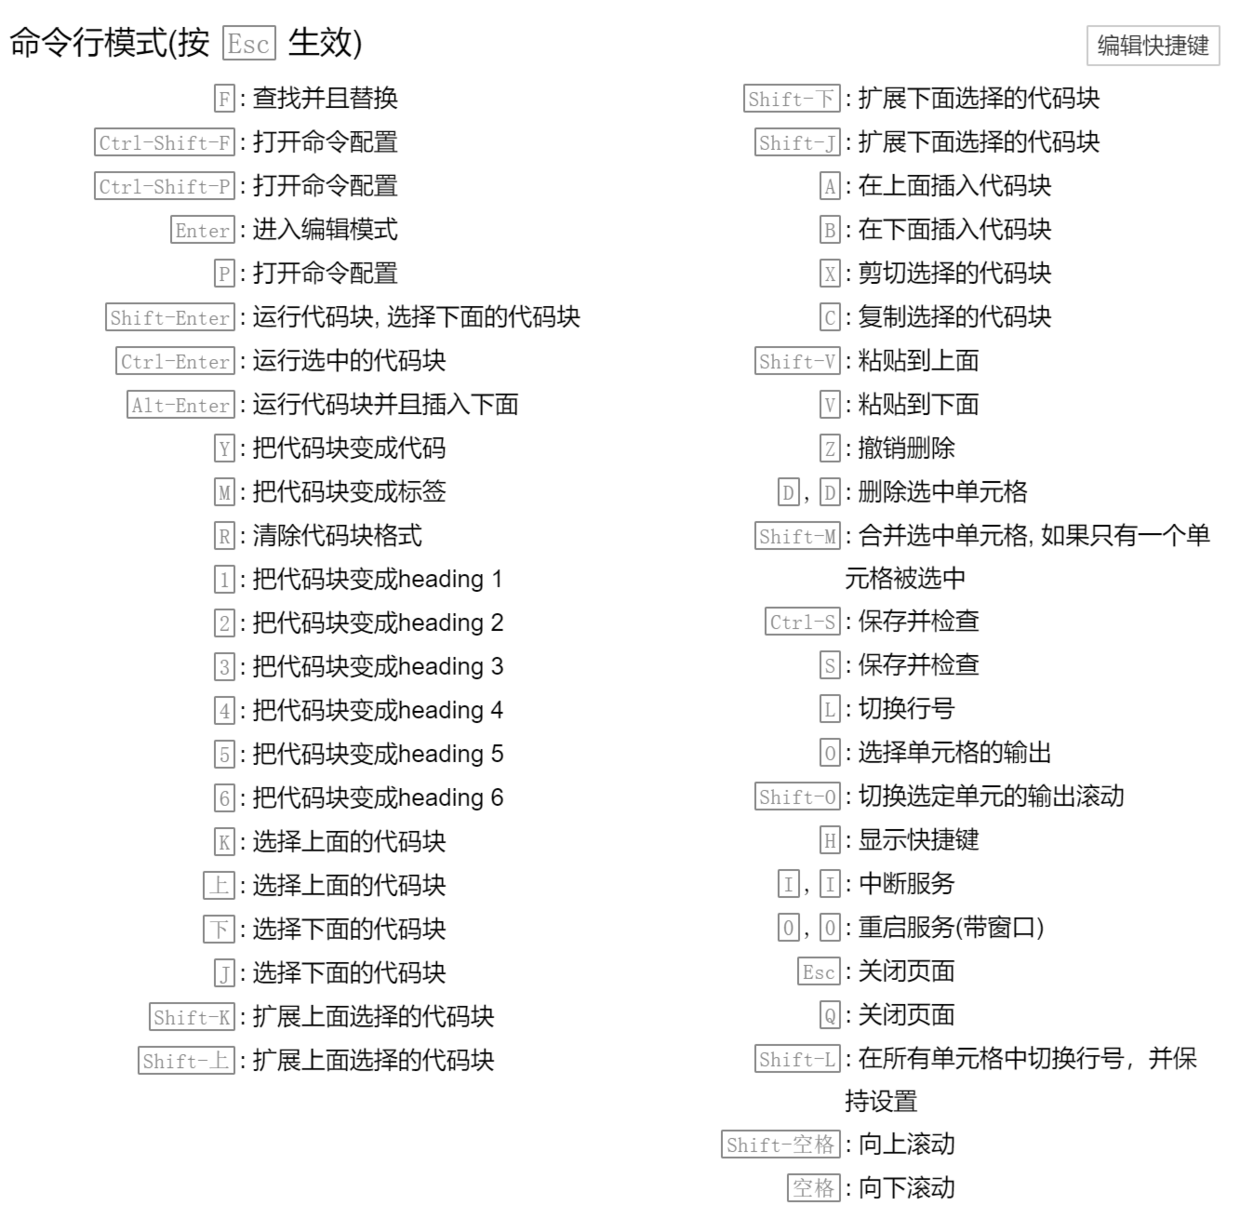 命令行模式(按 Esc 生效)
编辑快捷键
F : 查找并且替换
Ctrl-Shift-F : 打开命令配置
Ctrl-Shift-P : 打开命令配置
Enter : 进入编辑模式
P : 打开命令配置
Shift-Enter : 运行代码块, 选择下面的代码块
Ctrl-Enter : 运行选中的代码块
Alt-Enter : 运行代码块并且插入下面
Y : 把代码块变成代码
M : 把代码块变成标签
R : 清除代码块格式
1 : 把代码块变成heading 1
2 : 把代码块变成heading 2
3 : 把代码块变成heading 3
4 : 把代码块变成heading 4
5 : 把代码块变成heading 5
6 : 把代码块变成heading 6
K : 选择上面的代码块
上 : 选择上面的代码块
下 : 选择下面的代码块
J : 选择下面的代码块
Shift-K : 扩展上面选择的代码块
Shift-上 : 扩展上面选择的代码块
Shift-下 : 扩展下面选择的代码块
Shift-J : 扩展下面选择的代码块
A : 在上面插入代码块
B : 在下面插入代码块
X : 剪切选择的代码块
C : 复制选择的代码块
Shift-V : 粘贴到上面
V : 粘贴到下面
Z : 撤销删除
D , D : 删除选中单元格
Shift-M : 合并选中单元格, 如果只有一个单
元格被选中
Ctrl-S : 保存并检查
S : 保存并检查
L : 切换行号
O : 选择单元格的输出
Shift-O : 切换选定单元的输出滚动
H : 显示快捷键
I , I : 中断服务
0 , 0 : 重启服务(带窗口)
Esc : 关闭页面
Q : 关闭页面
Shift-L : 在所有单元格中切换行号，并保
持设置
Shift-空格 : 向上滚动
空格 : 向下滚动